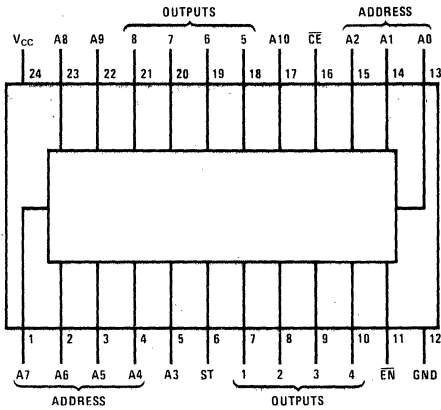 OUTPUTS ADDRESS
VCC A8 A9 8 7 6 5 A10 CE A2 A1 A0
24 23 22 21 20 19 18 17 16 15 14 13
1 2 3 4 5 6 7 8 9 10 11 12
A7 A6 A5 A4 A3 ST 1 2 3 4 EN GND
ADDRESS OUTPUTS